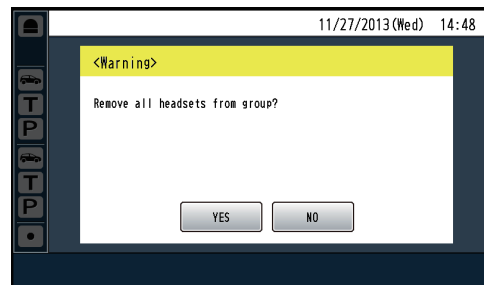 11/27/2013(Wed) 14:48
<Warning>
Remove all headsets from group?
YES NO
T
P
T
P